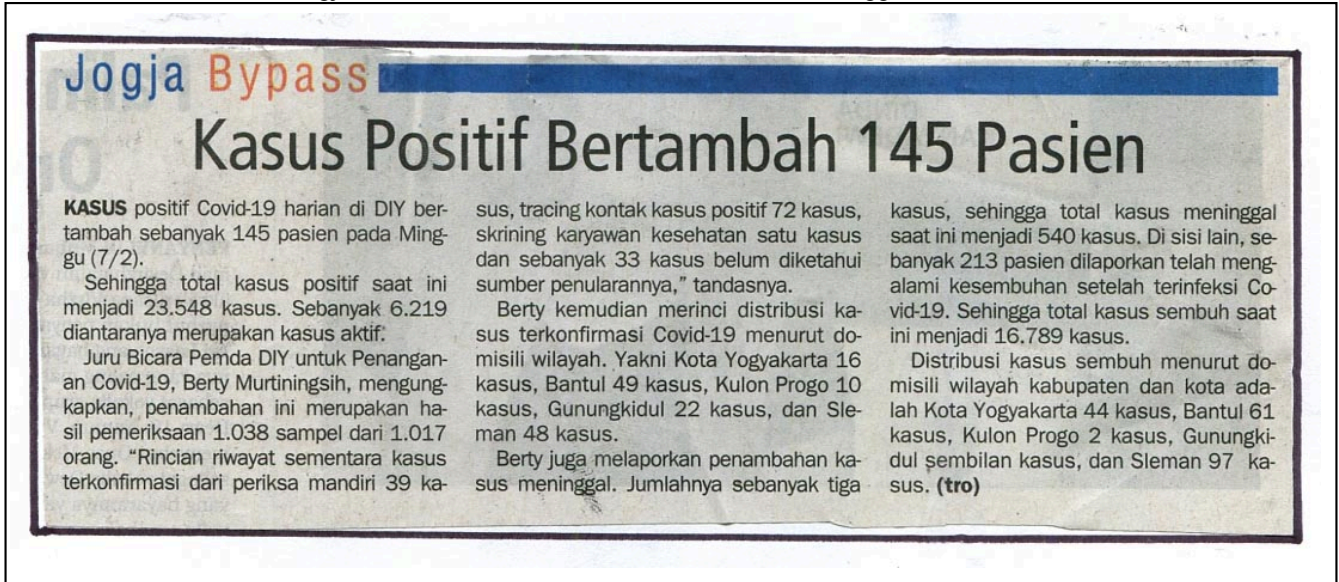 Jogja Bypass
Kasus Positif Bertambah 145 Pasien
KASUS positif Covid-19 harian di DIY ber-
tambah sebanyak 145 pasien pada Ming-
gu (7/2).
Sehingga total kasus positif saat ini
menjadi 23.548 kasus. Sebanyak 6.219
diantaranya merupakan kasus aktif.
Juru Bicara Pemda DIY untuk Penangan-
an Covid-19, Berty Murtiningsih, mengung-
kapkan, penambahan ini merupakan ha-
sil pemeriksaan 1.038 sampel dari 1.017
orang. “Rincian riwayat sementara kasus
terkonfirmasi dari periksa mandiri 39 ka-
sus, tracing kontak kasus positif 72 kasus,
skrining karyawan kesehatan satu kasus
dan sebanyak 33 kasus belum diketahui
sumber penularannya,” tandasnya.
Berty kemudian merinci distribusi ka-
sus terkonfirmasi Covid-19 menurut do-
misili wilayah. Yakni Kota Yogyakarta 16
kasus, Bantul 49 kasus, Kulon Progo 10
kasus, Gunungkidul 22 kasus, dan Sle-
man 48 kasus.
Berty juga melaporkan penambahan ka-
sus meninggal. Jumlahnya sebanyak tiga
kasus, sehingga total kasus meninggal
saat ini menjadi 540 kasus. Di sisi lain, se-
banyak 213 pasien dilaporkan telah meng-
alami kesembuhan setelah terinfeksi Co-
vid-19. Sehingga total kasus sembuh saat
ini menjadi 16.789 kasus.
Distribusi kasus sembuh menurut do-
misili wilayah kabupaten dan kota ada-
lah Kota Yogyakarta 44 kasus, Bantul 61
kasus, Kulon Progo 2 kasus, Gunungki-
dul sembilan kasus, dan Sleman 97 ka-
sus. (tro)